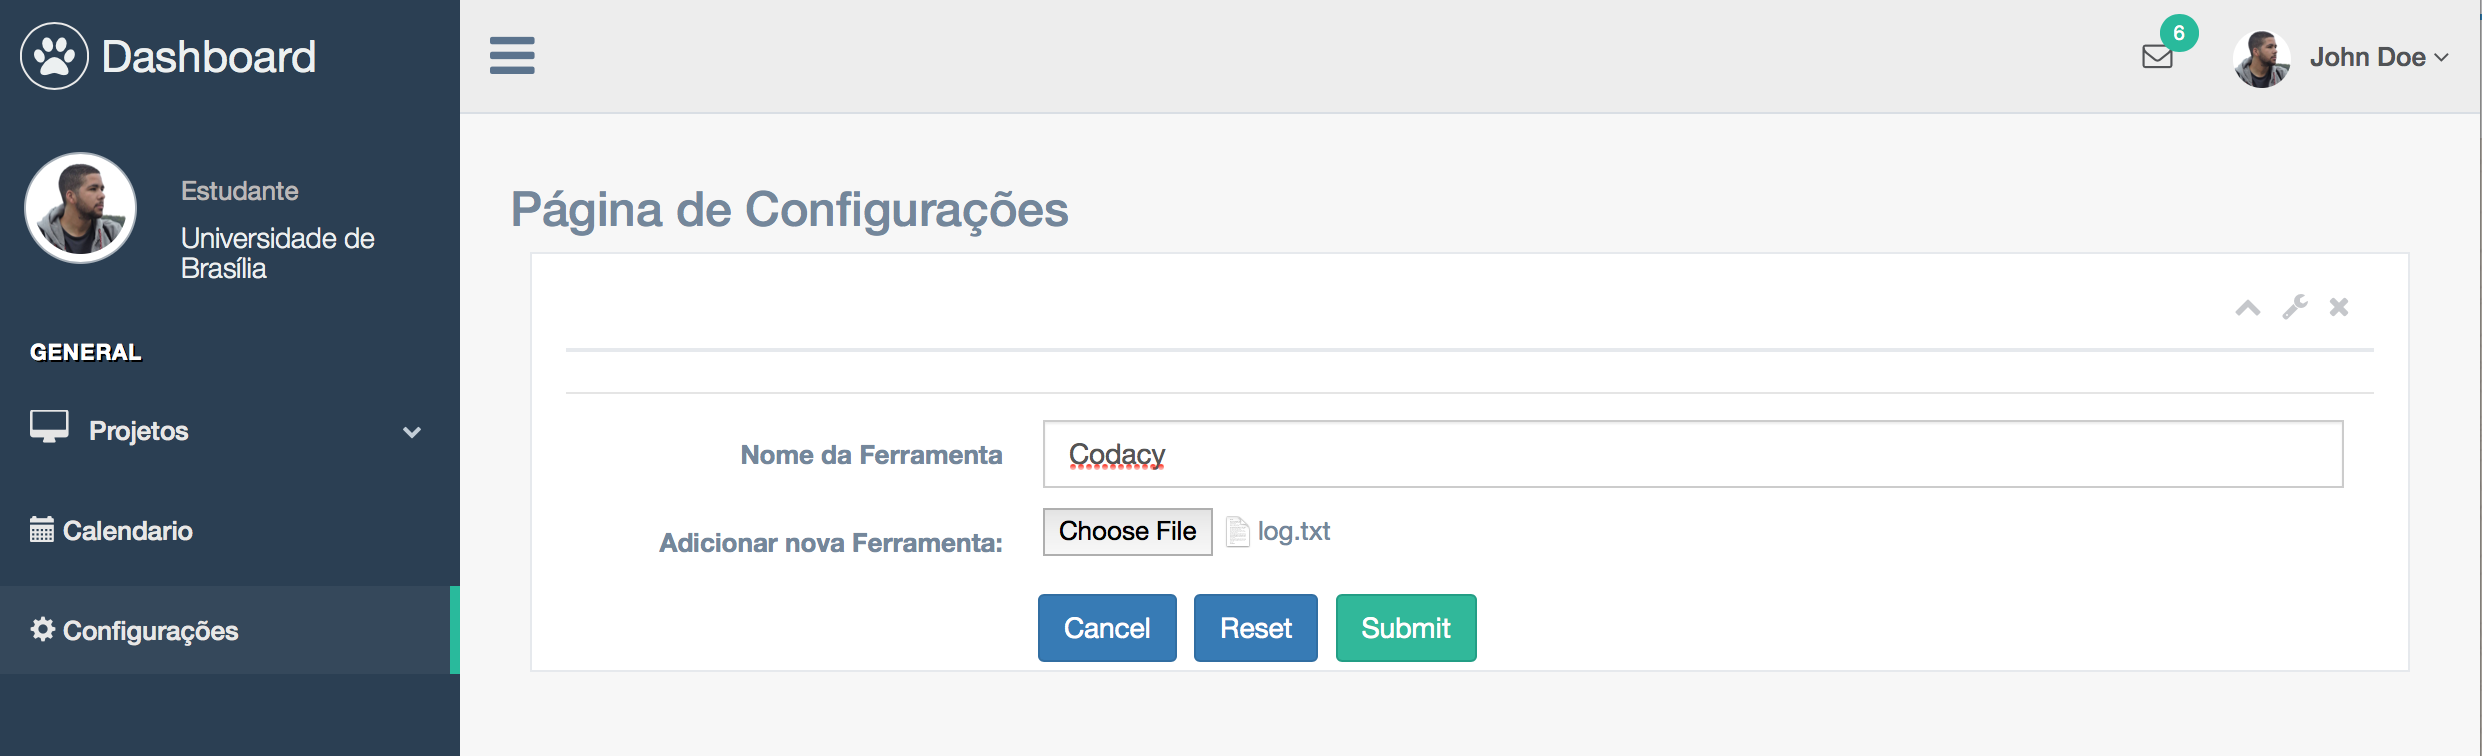 Dashboard
6
John Doe
Estudante
Universidade de
Brasília
GENERAL
Projetos
Calendario
Configurações
Página de Configurações
Nome da Ferramenta
Codacy
Adicionar nova Ferramenta:
Choose File log.txt
Cancel Reset Submit